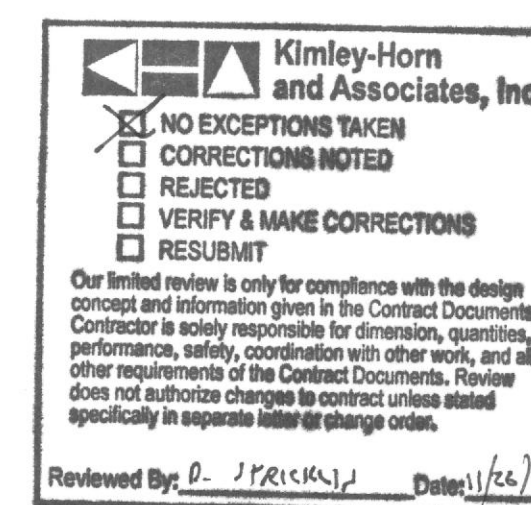 Kimley-Horn
and Associates, Inc
NO EXCEPTIONS TAKEN
CORRECTIONS NOTED
REJECTED
VERIFY & MAKE CORRECTIONS
RESUBMIT
Our limited review is only for compliance with the design
concept and information given in the Contract Documents
Contractor is solely responsible for dimension, quantities,
performance, safety, coordination with other work, and al
other requirements of the Contract Documents. Review
does not authorize changes to contract unless stated
specifically in separate letter or change order.
Reviewed By: D- Date: 11/26/